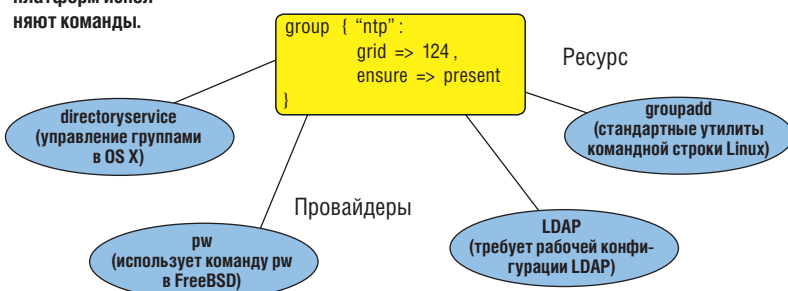 няют команды.
group { “ntp” :
grid => 124 ,
ensure => present
}
Ресурс
directoryservice
(управление группами
в OS X)
groupadd
(стандартные утилиты
командной строки Linux)
Провайдеры
pw
(использует команду pw
в FreeBSD)
LDAP
(требует рабочей конфи-
гурации LDAP)